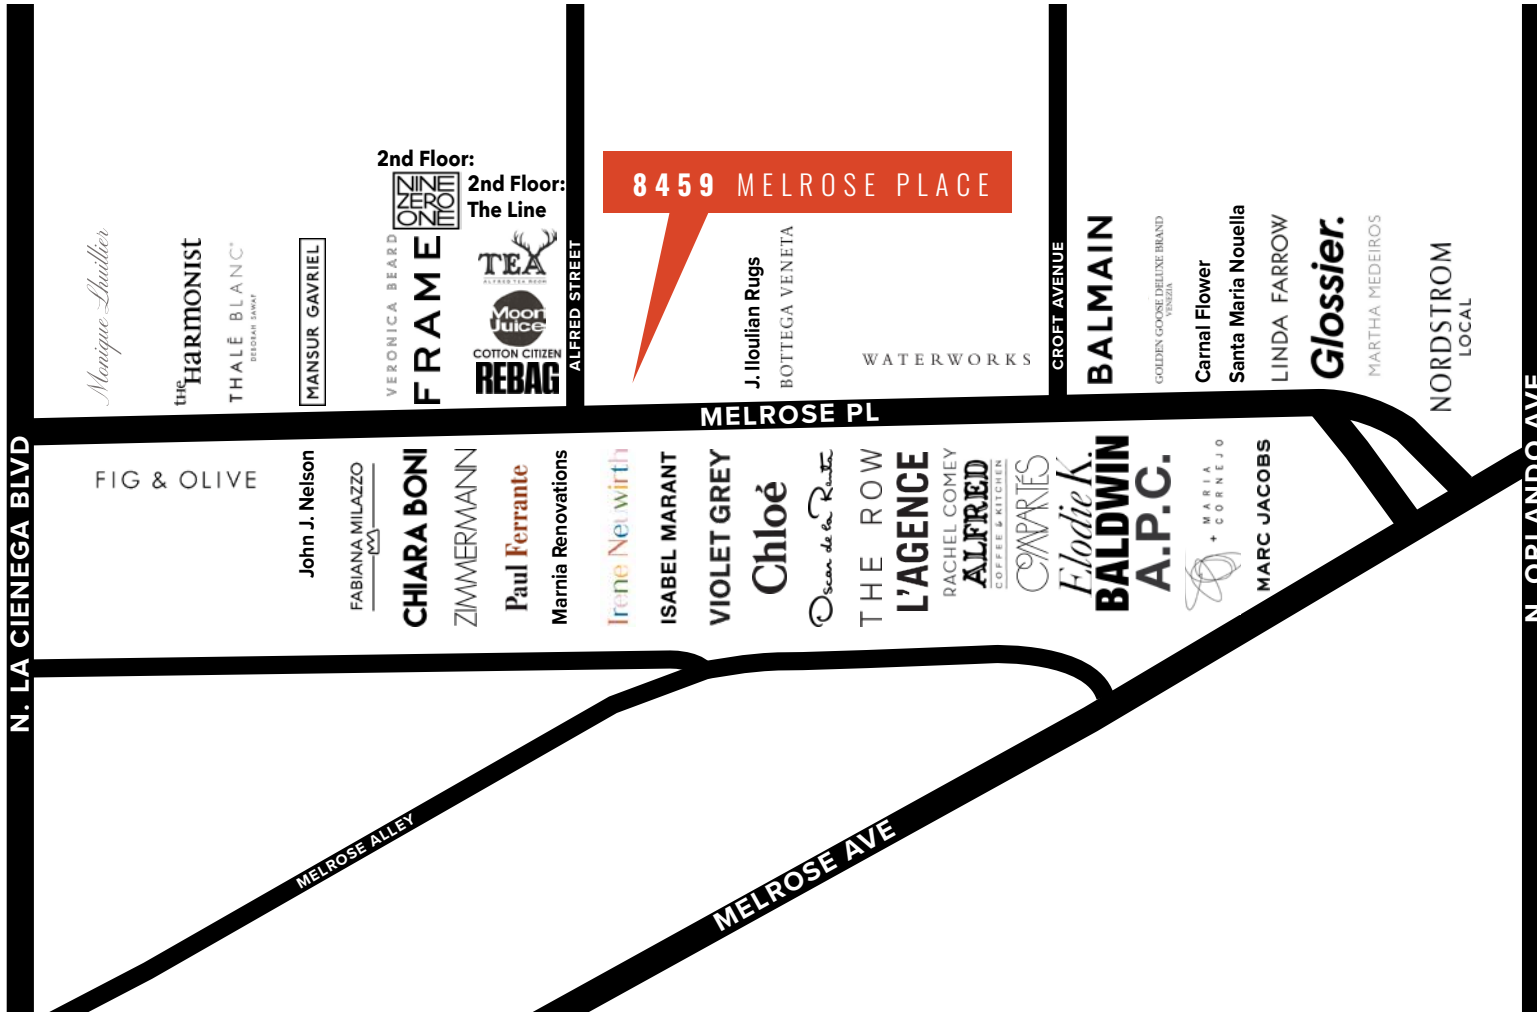 2nd Floor:
NINE
ZERO
ONE
2nd Floor:
The Line
8459 MELROSE PLACE
Monique Lhuillier
THE HARMONIST
THALÉ BLANC
DEBORAH SAWAF
MANSUR GAVRIEL
VERONICA BEARD
FRAME
TEA
ALFRED TEA ROOM
Moon
Juice
COTTON CITIZEN
REBAG
ALFRED STREET
J. Iloulian Rugs
BOTTEGA VENETA
WATERWORKS
CROFT AVENUE
BALMAIN
GOLDEN GOOSE DELUXE BRAND
VENEZIA
Carnal Flower
Santa Maria Nouella
LINDA FARROW
Glossier.
MARTHA MEDEIROS
NORDSTROM
LOCAL
MELROSE PL
N. LA CIENEGA BLVD
N. ORLANDO AVE
FIG & OLIVE
John J. Nelson
FABIANA MILAZZO
CHIARA BONI
ZIMMERMANN
Paul Ferrante
Marnia Renovations
Irene Neuwirth
ISABEL MARANT
VIOLET GREY
Chloé
Oscar de la Renta
THE ROW
L'AGENCE
RACHEL COMEY
ALFRED
COFFEE & KITCHEN
COMPARTÉS
Elodie K.
BALDWIN
A.P.C.
+ MARIA
CORNEJO
MARC JACOBS
MELROSE ALLEY
MELROSE AVE